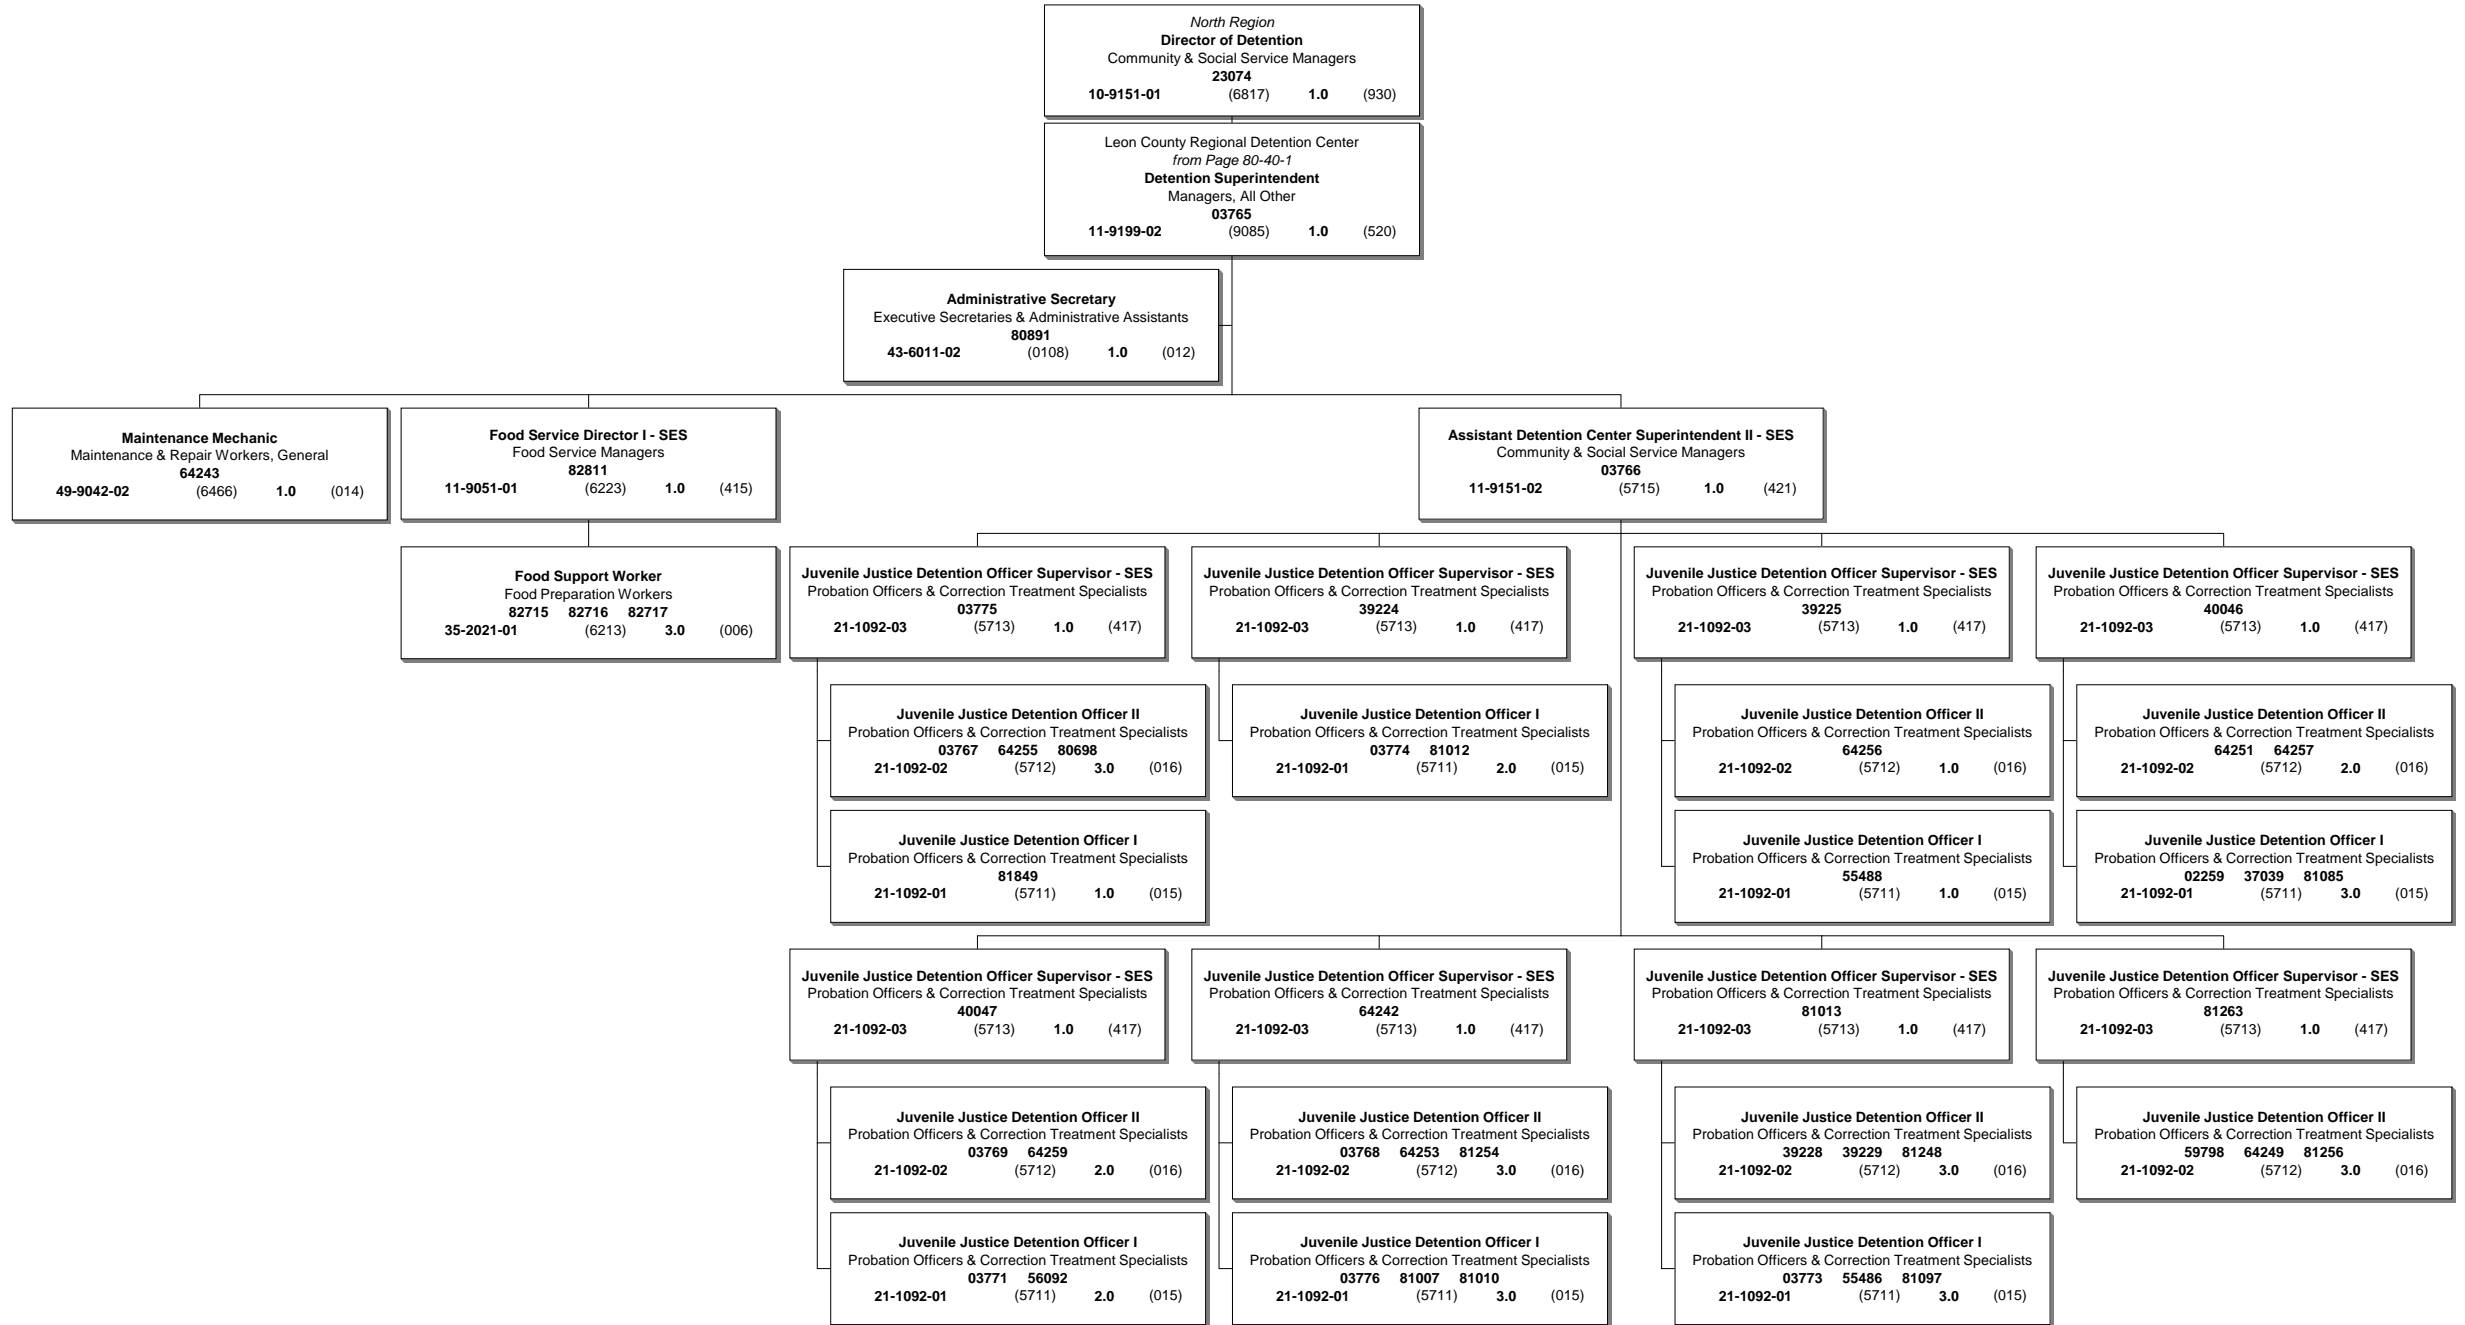 North Region
Director of Detention
Community & Social Service Managers
23074
10-9151-01 (6817) 1.0 (930)
Leon County Regional Detention Center
from Page 80-40-1
Detention Superintendent
Managers, All Other
03765
11-9199-02 (9085) 1.0 (520)
Administrative Secretary
Executive Secretaries & Administrative Assistants
80891
43-6011-02 (0108) 1.0 (012)
Maintenance Mechanic
Maintenance & Repair Workers, General
64243
49-9042-02 (6466) 1.0 (014)
Food Service Director I - SES
Food Service Managers
82811
11-9051-01 (6223) 1.0 (415)
Assistant Detention Center Superintendent II - SES
Community & Social Service Managers
03766
11-9151-02 (5715) 1.0 (421)
Food Support Worker
Food Preparation Workers
82715 82716 82717
35-2021-01 (6213) 3.0 (006)
Juvenile Justice Detention Officer Supervisor - SES
Probation Officers & Correction Treatment Specialists
03775
21-1092-03 (5713) 1.0 (417)
Juvenile Justice Detention Officer Supervisor - SES
Probation Officers & Correction Treatment Specialists
39224
21-1092-03 (5713) 1.0 (417)
Juvenile Justice Detention Officer Supervisor - SES
Probation Officers & Correction Treatment Specialists
39225
21-1092-03 (5713) 1.0 (417)
Juvenile Justice Detention Officer Supervisor - SES
Probation Officers & Correction Treatment Specialists
40046
21-1092-03 (5713) 1.0 (417)
Juvenile Justice Detention Officer II
Probation Officers & Correction Treatment Specialists
03767 64255 80698
21-1092-02 (5712) 3.0 (016)
Juvenile Justice Detention Officer I
Probation Officers & Correction Treatment Specialists
03774 81012
21-1092-01 (5711) 2.0 (015)
Juvenile Justice Detention Officer II
Probation Officers & Correction Treatment Specialists
64256
21-1092-02 (5712) 1.0 (016)
Juvenile Justice Detention Officer II
Probation Officers & Correction Treatment Specialists
64251 64257
21-1092-02 (5712) 2.0 (016)
Juvenile Justice Detention Officer I
Probation Officers & Correction Treatment Specialists
81849
21-1092-01 (5711) 1.0 (015)
Juvenile Justice Detention Officer I
Probation Officers & Correction Treatment Specialists
55488
21-1092-01 (5711) 1.0 (015)
Juvenile Justice Detention Officer I
Probation Officers & Correction Treatment Specialists
02259 37039 81085
21-1092-01 (5711) 3.0 (015)
Juvenile Justice Detention Officer Supervisor - SES
Probation Officers & Correction Treatment Specialists
40047
21-1092-03 (5713) 1.0 (417)
Juvenile Justice Detention Officer Supervisor - SES
Probation Officers & Correction Treatment Specialists
64242
21-1092-03 (5713) 1.0 (417)
Juvenile Justice Detention Officer Supervisor - SES
Probation Officers & Correction Treatment Specialists
81013
21-1092-03 (5713) 1.0 (417)
Juvenile Justice Detention Officer Supervisor - SES
Probation Officers & Correction Treatment Specialists
81263
21-1092-03 (5713) 1.0 (417)
Juvenile Justice Detention Officer II
Probation Officers & Correction Treatment Specialists
03769 64259
21-1092-02 (5712) 2.0 (016)
Juvenile Justice Detention Officer II
Probation Officers & Correction Treatment Specialists
03768 64253 81254
21-1092-02 (5712) 3.0 (016)
Juvenile Justice Detention Officer II
Probation Officers & Correction Treatment Specialists
39228 39229 81248
21-1092-02 (5712) 3.0 (016)
Juvenile Justice Detention Officer II
Probation Officers & Correction Treatment Specialists
59798 64249 81256
21-1092-02 (5712) 3.0 (016)
Juvenile Justice Detention Officer I
Probation Officers & Correction Treatment Specialists
03771 56092
21-1092-01 (5711) 2.0 (015)
Juvenile Justice Detention Officer I
Probation Officers & Correction Treatment Specialists
03776 81007 81010
21-1092-01 (5711) 3.0 (015)
Juvenile Justice Detention Officer I
Probation Officers & Correction Treatment Specialists
03773 55486 81097
21-1092-01 (5711) 3.0 (015)